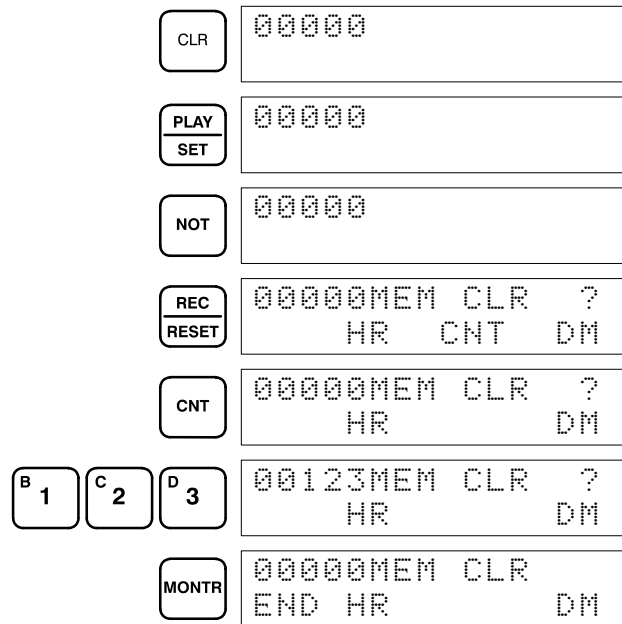 CLR 00000
PLAY
SET
00000
NOT 00000
REC
RESET
00000MEM CLR ?
HR CNT DM
CNT
00000MEM CLR ?
HR DM
B 1 C 2 D 3
00123MEM CLR ?
HR DM
MONTR
00000MEM CLR
END HR DM